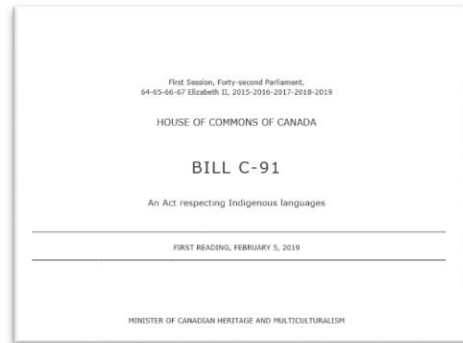 First Session, Forty-second Parliament,
64-65-66-67 Elizabeth II, 2015-2016-2017-2018-2019
HOUSE OF COMMONS OF CANADA
BILL C-91
An Act respecting Indigenous languages
FIRST READING, FEBRUARY 5, 2019
MINISTER OF CANADIAN HERITAGE AND MULTICULTURALISM